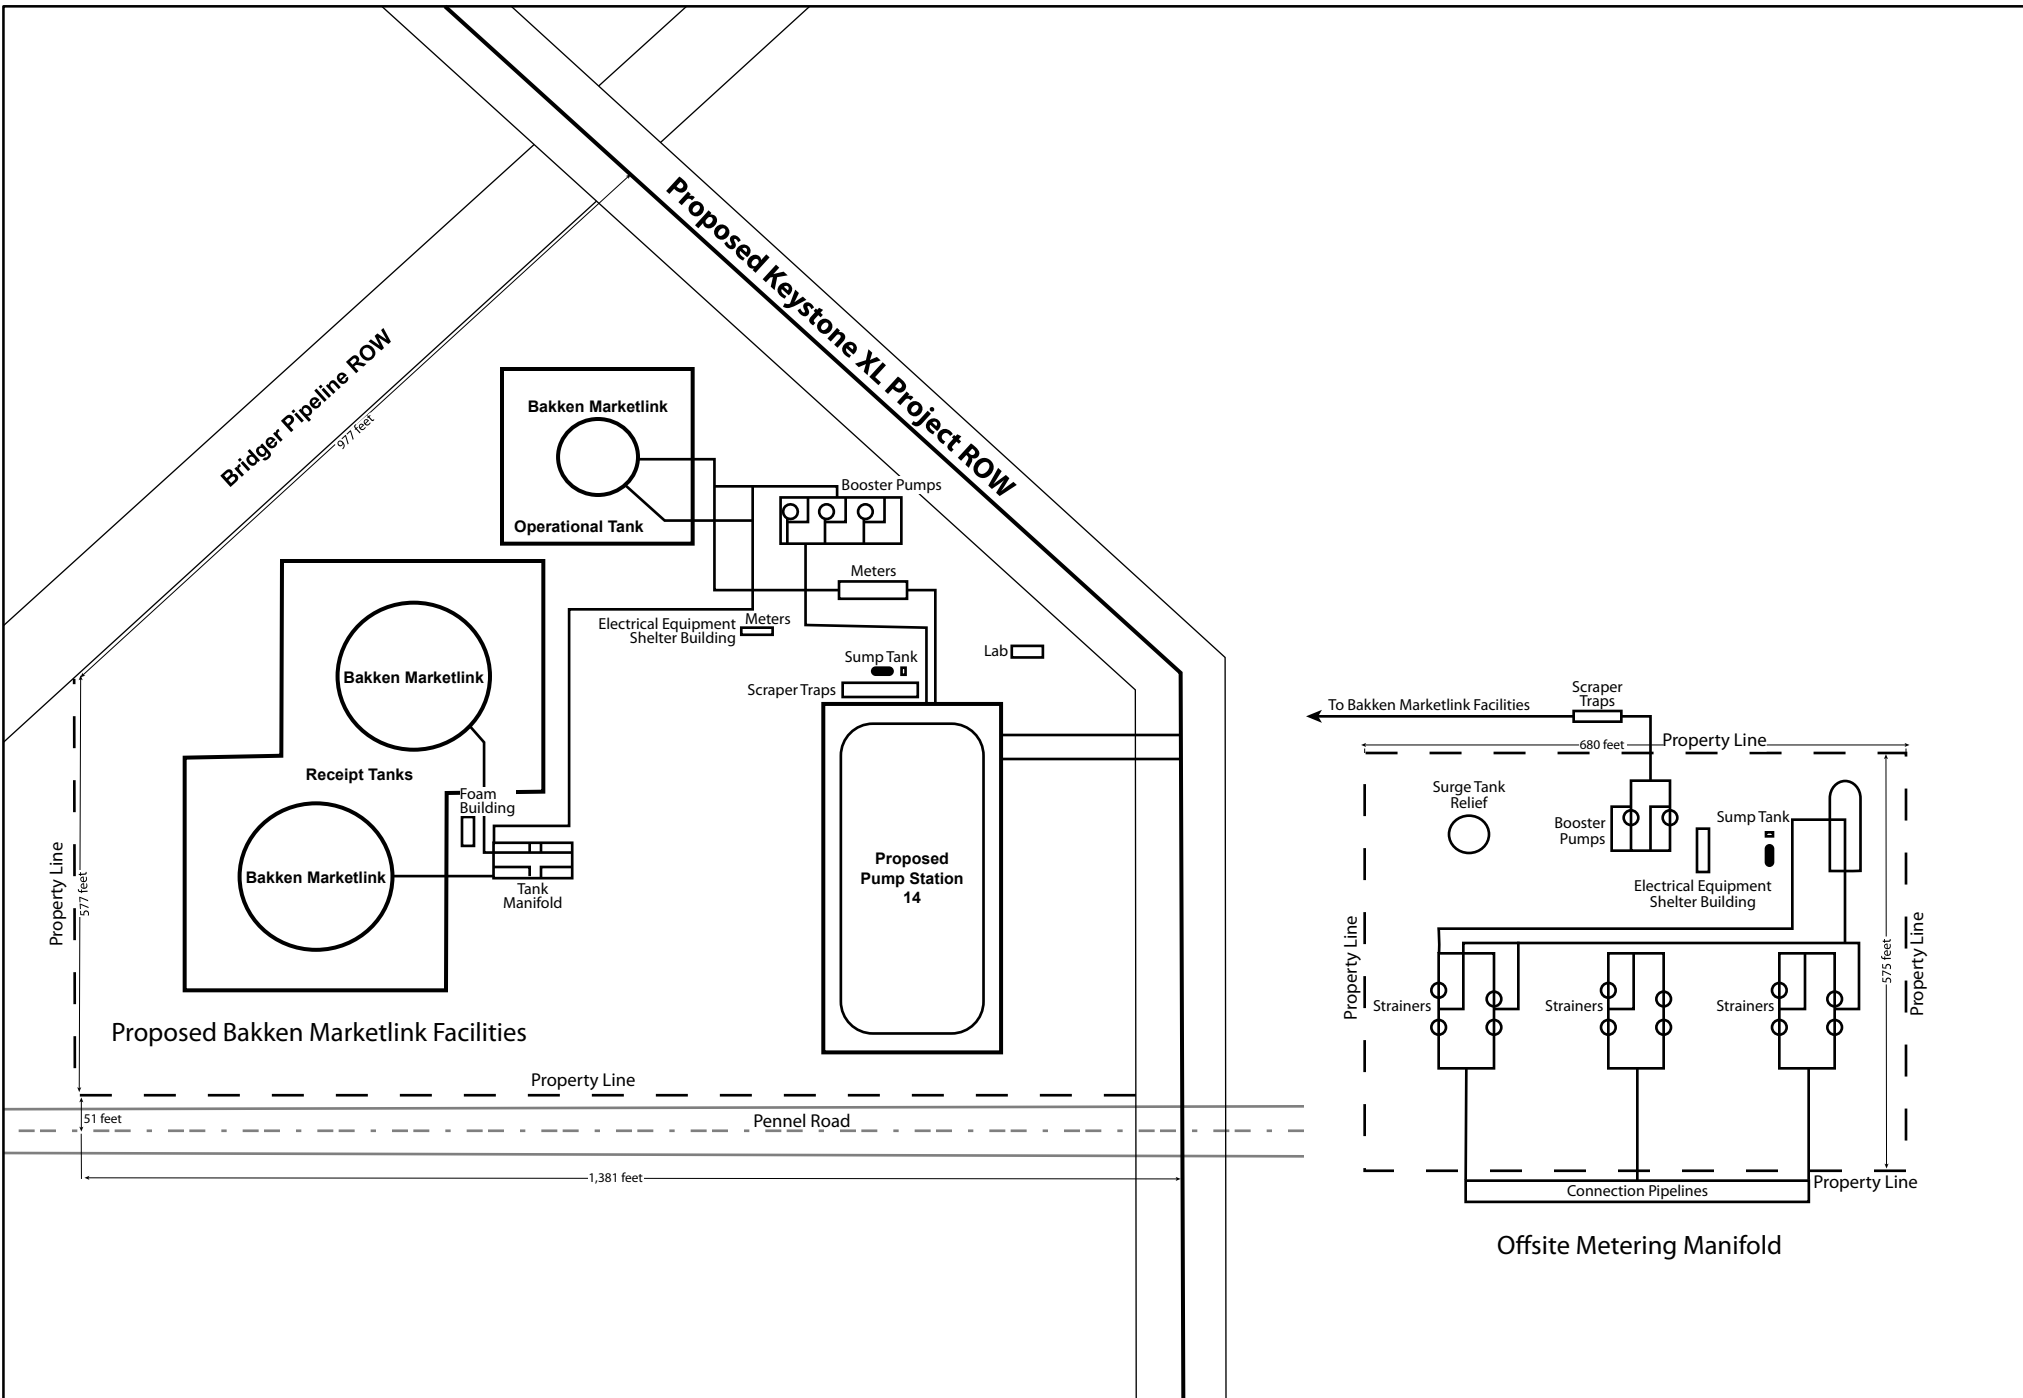 Proposed Keystone XL Project ROW
Bridger Pipeline ROW
977 feet
Bakken Marketlink
Operational Tank
Booster Pumps
Meters
Electrical Equipment
Shelter Building
Meters
Lab
Sump Tank
Scraper Traps
Bakken Marketlink
Receipt Tanks
Foam
Building
Bakken Marketlink
Tank
Manifold
Proposed
Pump Station
14
Property Line
577 feet
Proposed Bakken Marketlink Facilities
Property Line
51 feet
Pennel Road
1,381 feet
Scraper
Traps
To Bakken Marketlink Facilities
680 feet
Property Line
Surge Tank
Relief
Booster
Pumps
Sump Tank
Electrical Equipment
Shelter Building
Property Line
575 feet
Property Line
Strainers
Strainers
Strainers
Connection Pipelines
Property Line
Offsite Metering Manifold